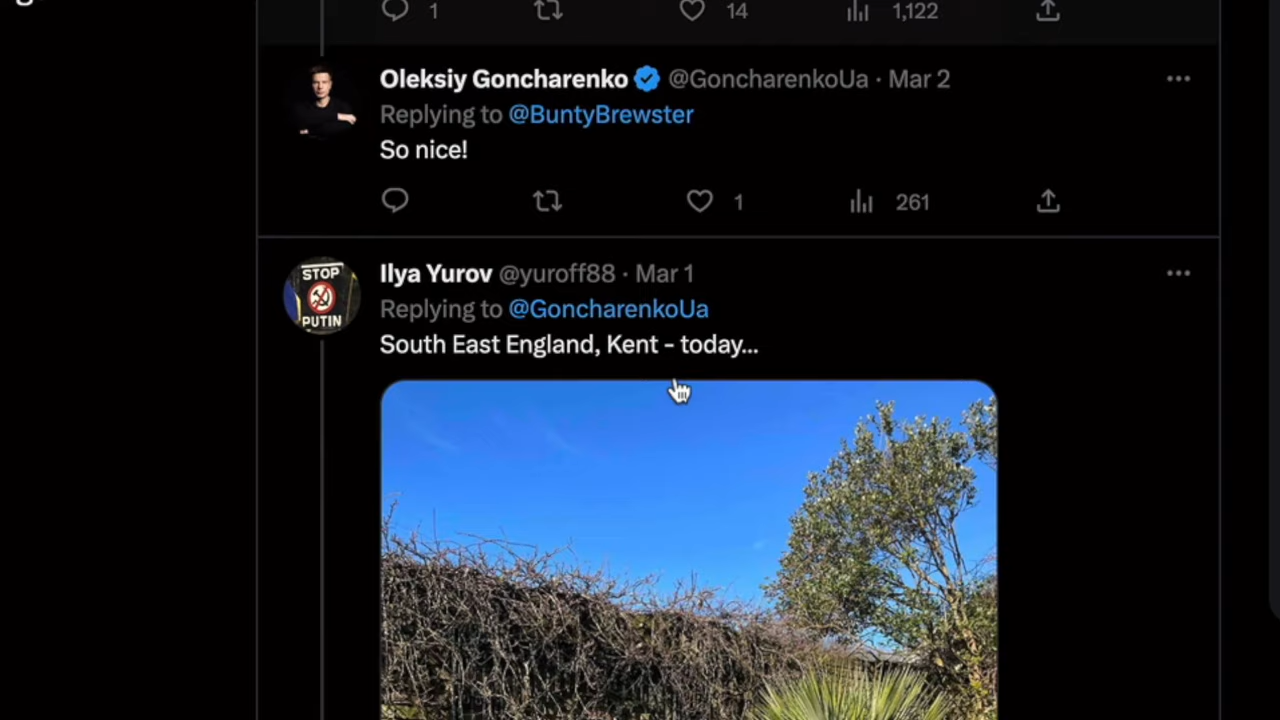 1 14 1,122
Oleksiy Goncharenko @GoncharenkoUa · Mar 2
Replying to @BuntyBrewster
So nice!
1 261
Ilya Yurov @yuroff88 · Mar 1
Replying to @GoncharenkoUa
South East England, Kent - today...
STOP
PUTIN